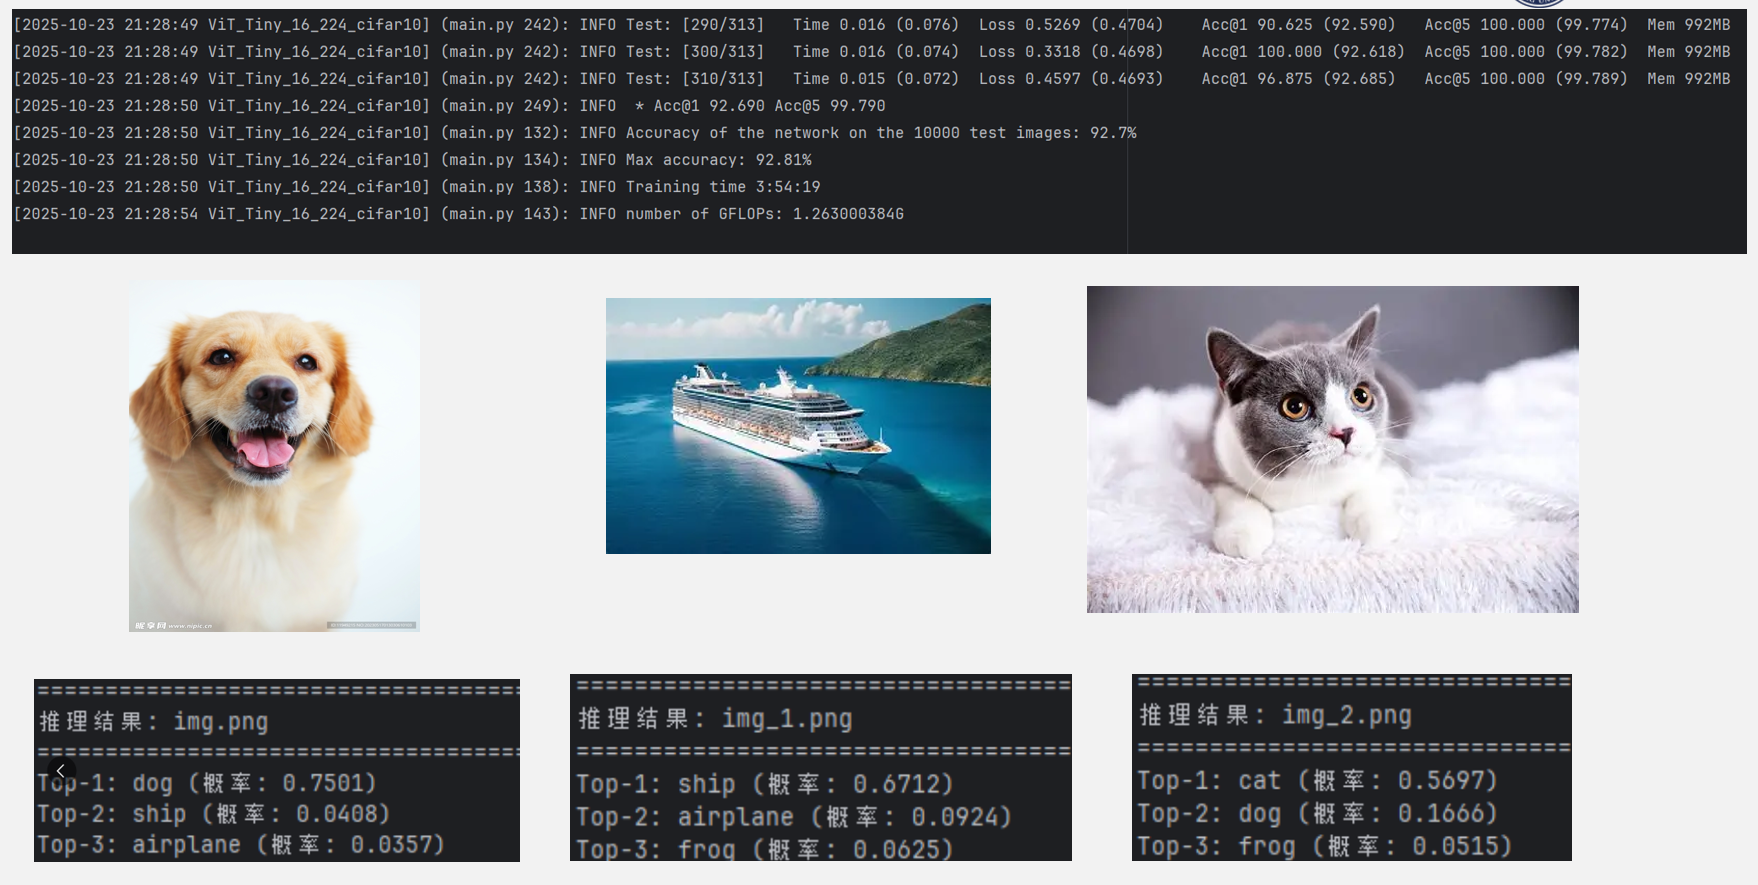 [2025-10-23 21:28:49 ViT_Tiny_16_224_cifar10] (main.py 242): INFO Test: [290/313]   Time 0.016 (0.076)  Loss 0.5269 (0.4704)    Acc@1 90.625 (92.590)   Acc@5 100.000 (99.774)  Mem 992MB
[2025-10-23 21:28:49 ViT_Tiny_16_224_cifar10] (main.py 242): INFO Test: [300/313]   Time 0.016 (0.074)  Loss 0.3318 (0.4698)    Acc@1 100.000 (92.618)  Acc@5 100.000 (99.782)  Mem 992MB
[2025-10-23 21:28:49 ViT_Tiny_16_224_cifar10] (main.py 242): INFO Test: [310/313]   Time 0.015 (0.072)  Loss 0.4597 (0.4693)    Acc@1 96.875 (92.685)   Acc@5 100.000 (99.789)  Mem 992MB
[2025-10-23 21:28:50 ViT_Tiny_16_224_cifar10] (main.py 249): INFO  * Acc@1 92.690 Acc@5 99.790
[2025-10-23 21:28:50 ViT_Tiny_16_224_cifar10] (main.py 132): INFO Accuracy of the network on the 10000 test images: 92.7%
[2025-10-23 21:28:50 ViT_Tiny_16_224_cifar10] (main.py 134): INFO Max accuracy: 92.81%
[2025-10-23 21:28:50 ViT_Tiny_16_224_cifar10] (main.py 138): INFO Training time 3:54:19
[2025-10-23 21:28:54 ViT_Tiny_16_224_cifar10] (main.py 143): INFO number of GFLOPs: 1.263000384G
昵享网 www.nipic.cn
====================================
推理结果: img.png
====================================
Top-1: dog (概率: 0.7501)
Top-2: ship (概率: 0.0408)
Top-3: airplane (概率: 0.0357)
==================================
推理结果: img_1.png
==================================
Top-1: ship (概率: 0.6712)
Top-2: airplane (概率: 0.0924)
Top-3: frog (概率: 0.0625)
================================
推理结果: img_2.png
================================
Top-1: cat (概率: 0.5697)
Top-2: dog (概率: 0.1666)
Top-3: frog (概率: 0.0515)